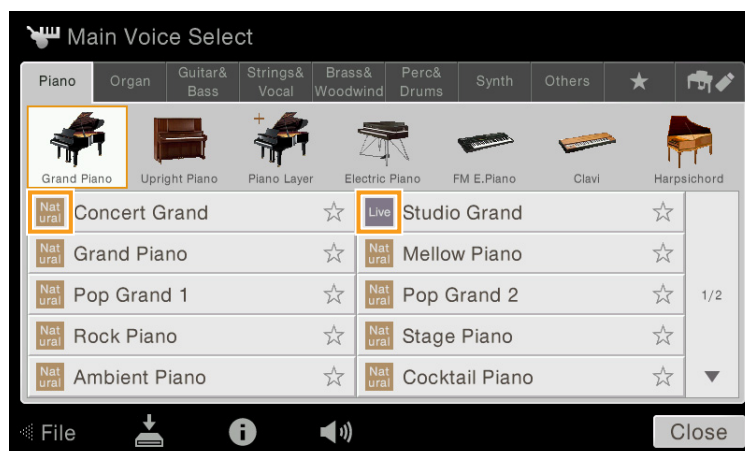 Main Voice Select
Piano
Organ
Guitar&
Bass
Strings&
Vocal
Brass&
Woodwind
Perc&
Drums
Synth
Others
Grand Piano
Upright Piano
Piano Layer
Electric Piano
FM E.Piano
Clavi
Harpsichord
Nat
ural
Concert Grand
Live
Studio Grand
Nat
ural
Grand Piano
Nat
ural
Mellow Piano
Nat
ural
Pop Grand 1
Nat
ural
Pop Grand 2
1/2
Nat
ural
Rock Piano
Nat
ural
Stage Piano
Nat
ural
Ambient Piano
Nat
ural
Cocktail Piano
File
Close